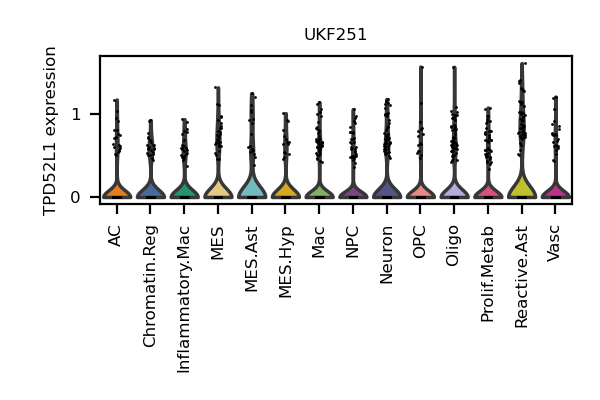 UKF251
TPD52L1 expression
1
0
AC
Chromatin.Reg
Inflammatory.Mac
MES
MES.Ast
MES.Hyp
Mac
NPC
Neuron
OPC
Oligo
Prolif.Metab
Reactive.Ast
Vasc